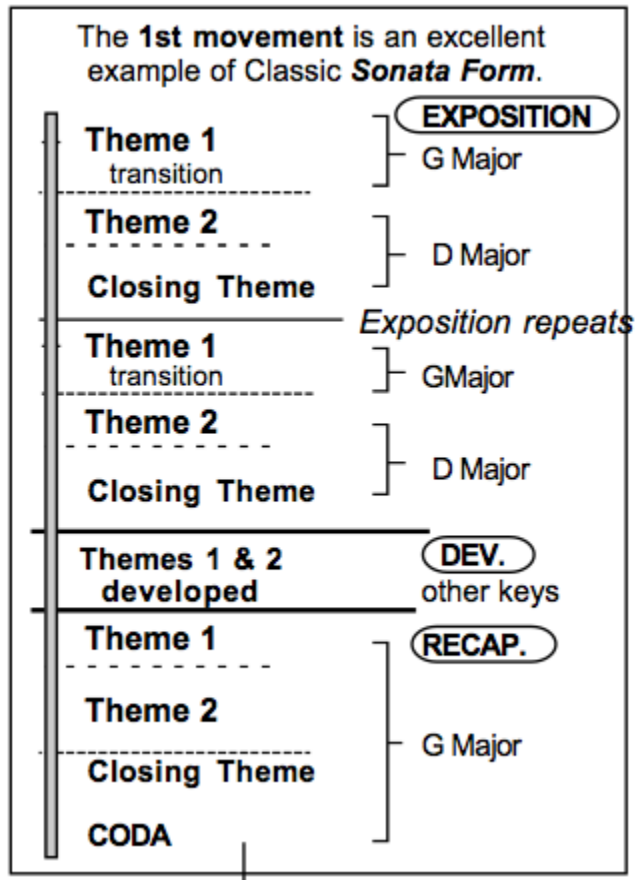 The 1st movement is an excellent
example of Classic Sonata Form.
EXPOSITION
Theme 1
transition
G Major
Theme 2
D Major
Closing Theme
Exposition repeats
Theme 1
transition
GMajor
Theme 2
D Major
Closing Theme
Themes 1 & 2
developed
DEV.
other keys
Theme 1
RECAP.
Theme 2
G Major
Closing Theme
CODA